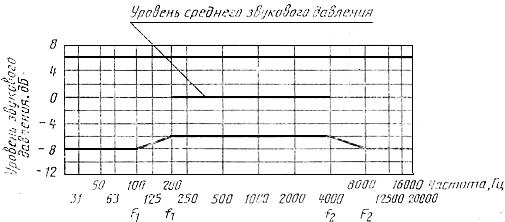 Уровень среднего звукового давления
Уровень звукового
давления, дБ
8
4
0
-4
-8
-12
50 100 200 8000 16000 Частота, Гц
31 63 125 250 500 1000 2000 4000 12500 20000
F1 f1 f2 F2